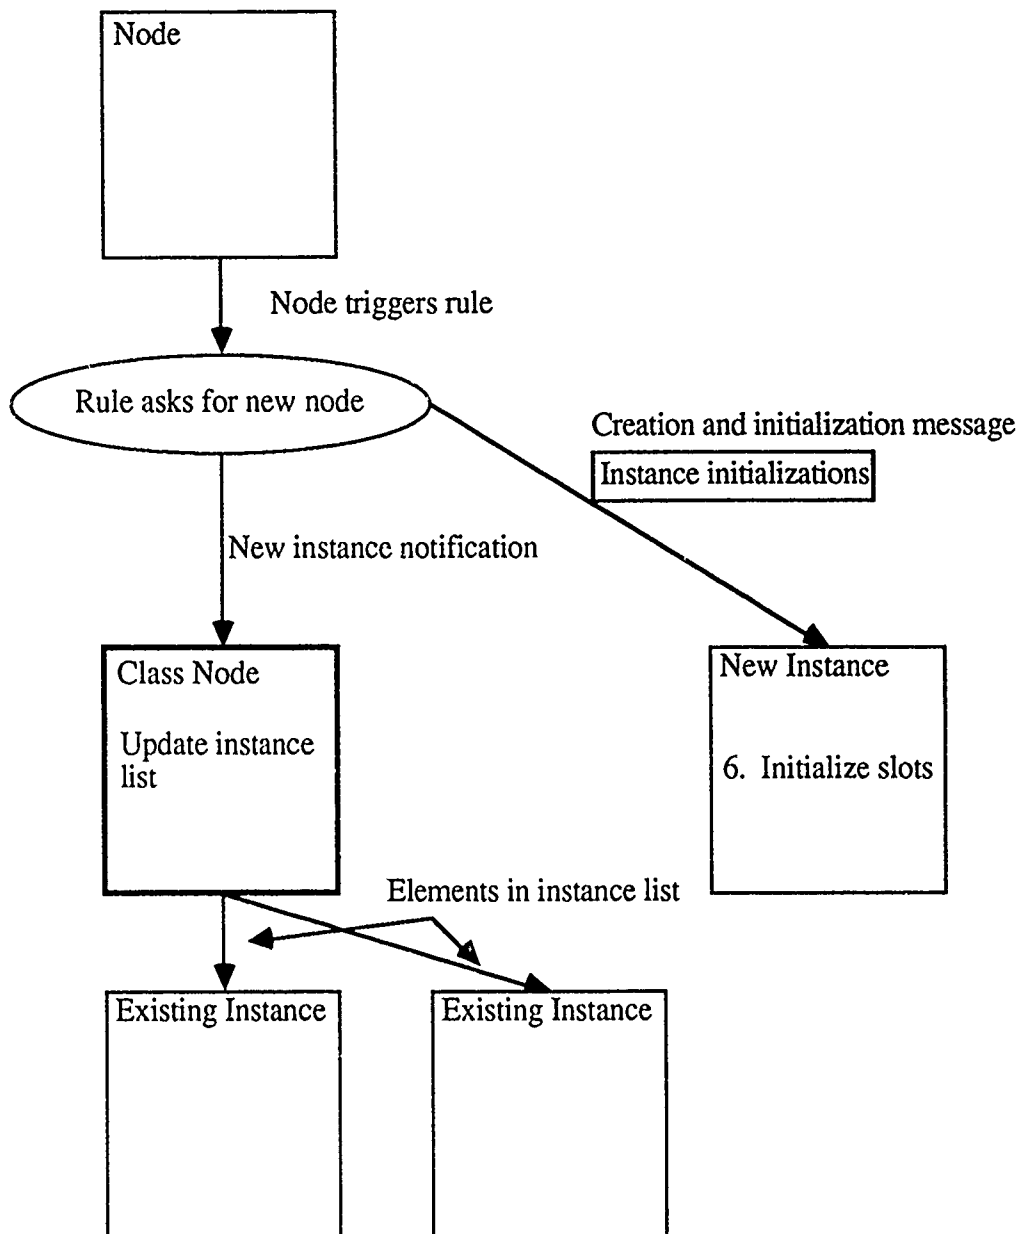 Node
Node triggers rule
Rule asks for new node
Creation and initialization message
Instance initializations
New instance notification
Class Node
Update instance
list
New Instance
6. Initialize slots
Elements in instance list
Existing Instance
Existing Instance